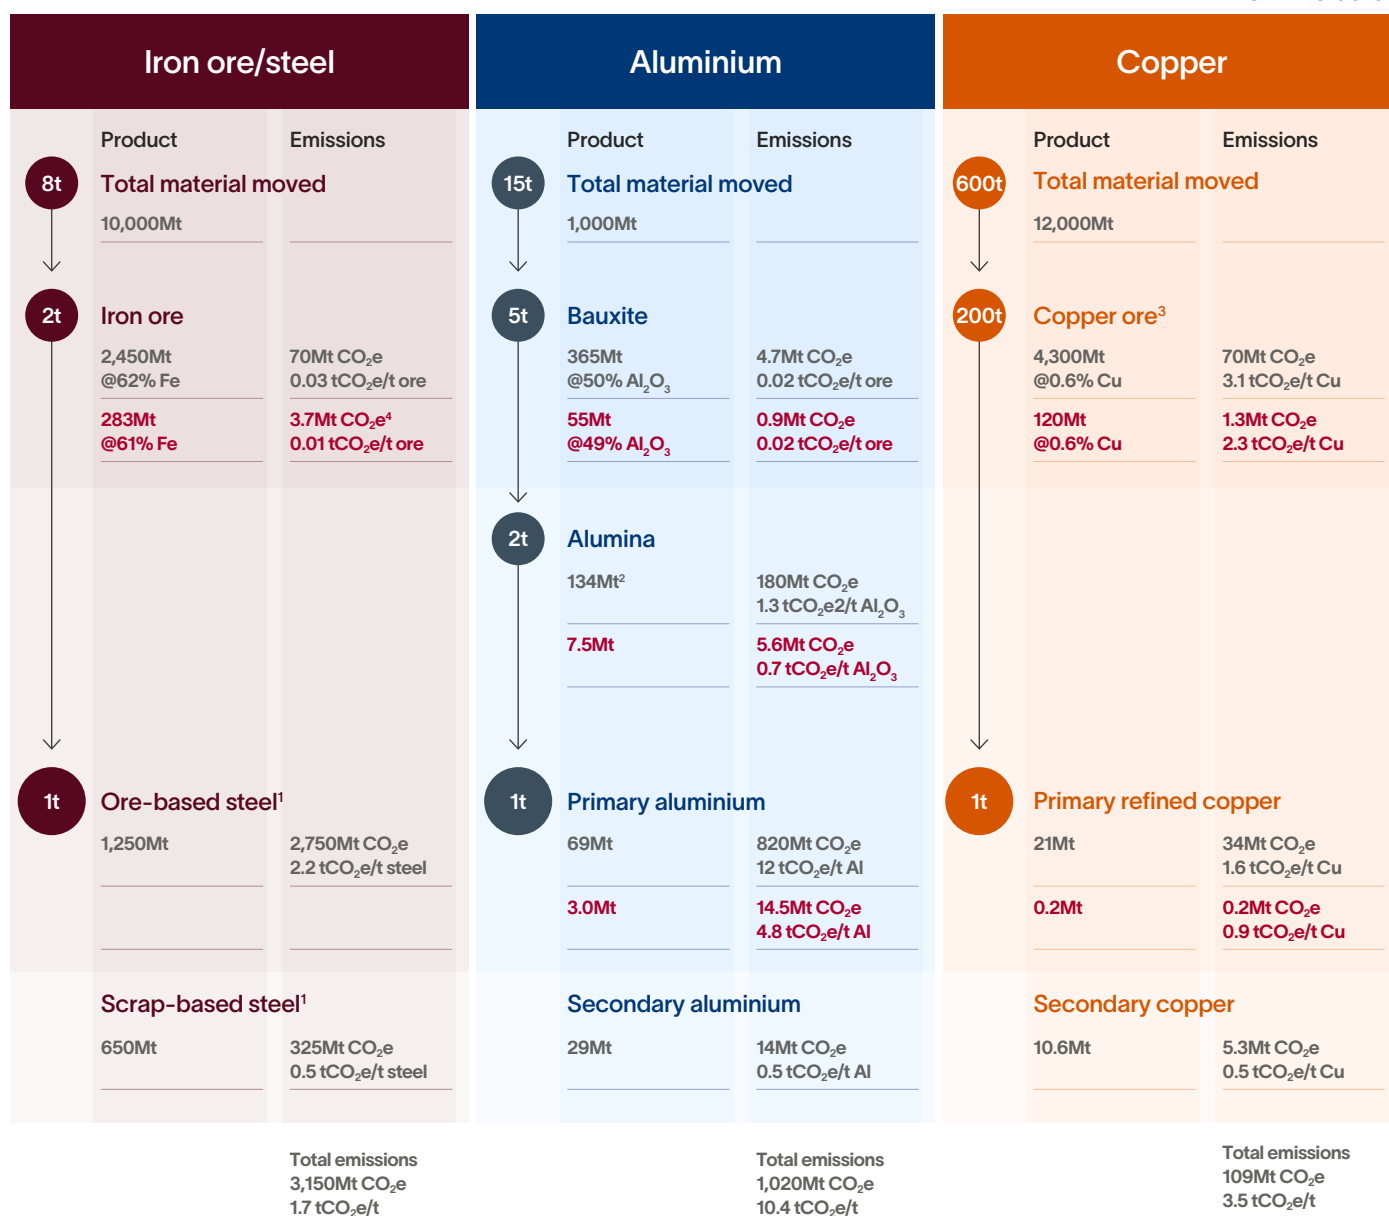 Iron ore/steel
Product Emissions
8t Total material moved
10,000Mt
2t Iron ore
2,450Mt 70Mt CO₂e
@62% Fe 0.03 tCO₂e/t ore
283Mt 3.7Mt CO₂e⁴
@61% Fe 0.01 tCO₂e/t ore
1t Ore-based steel¹
1,250Mt 2,750Mt CO₂e
2.2 tCO₂e/t steel
Scrap-based steel¹
650Mt 325Mt CO₂e
0.5 tCO₂e/t steel
Total emissions
3,150Mt CO₂e
1.7 tCO₂e/t
Aluminium
Product Emissions
15t Total material moved
1,000Mt
5t Bauxite
365Mt 4.7Mt CO₂e
@50% Al₂O₃ 0.02 tCO₂e/t ore
55Mt 0.9Mt CO₂e
@49% Al₂O₃ 0.02 tCO₂e/t ore
2t Alumina
134Mt² 180Mt CO₂e
1.3 tCO₂e2/t Al₂O₃
7.5Mt 5.6Mt CO₂e
0.7 tCO₂e/t Al₂O₃
1t Primary aluminium
69Mt 820Mt CO₂e
12 tCO₂e/t Al
3.0Mt 14.5Mt CO₂e
4.8 tCO₂e/t Al
Secondary aluminium
29Mt 14Mt CO₂e
0.5 tCO₂e/t Al
Total emissions
1,020Mt CO₂e
10.4 tCO₂e/t
Copper
Product Emissions
600t Total material moved
12,000Mt
200t Copper ore³
4,300Mt 70Mt CO₂e
@0.6% Cu 3.1 tCO₂e/t Cu
120Mt 1.3Mt CO₂e
@0.6% Cu 2.3 tCO₂e/t Cu
1t Primary refined copper
21Mt 34Mt CO₂e
1.6 tCO₂e/t Cu
0.2Mt 0.2Mt CO₂e
0.9 tCO₂e/t Cu
Secondary copper
10.6Mt 5.3Mt CO₂e
0.5 tCO₂e/t Cu
Total emissions
109Mt CO₂e
3.5 tCO₂e/t